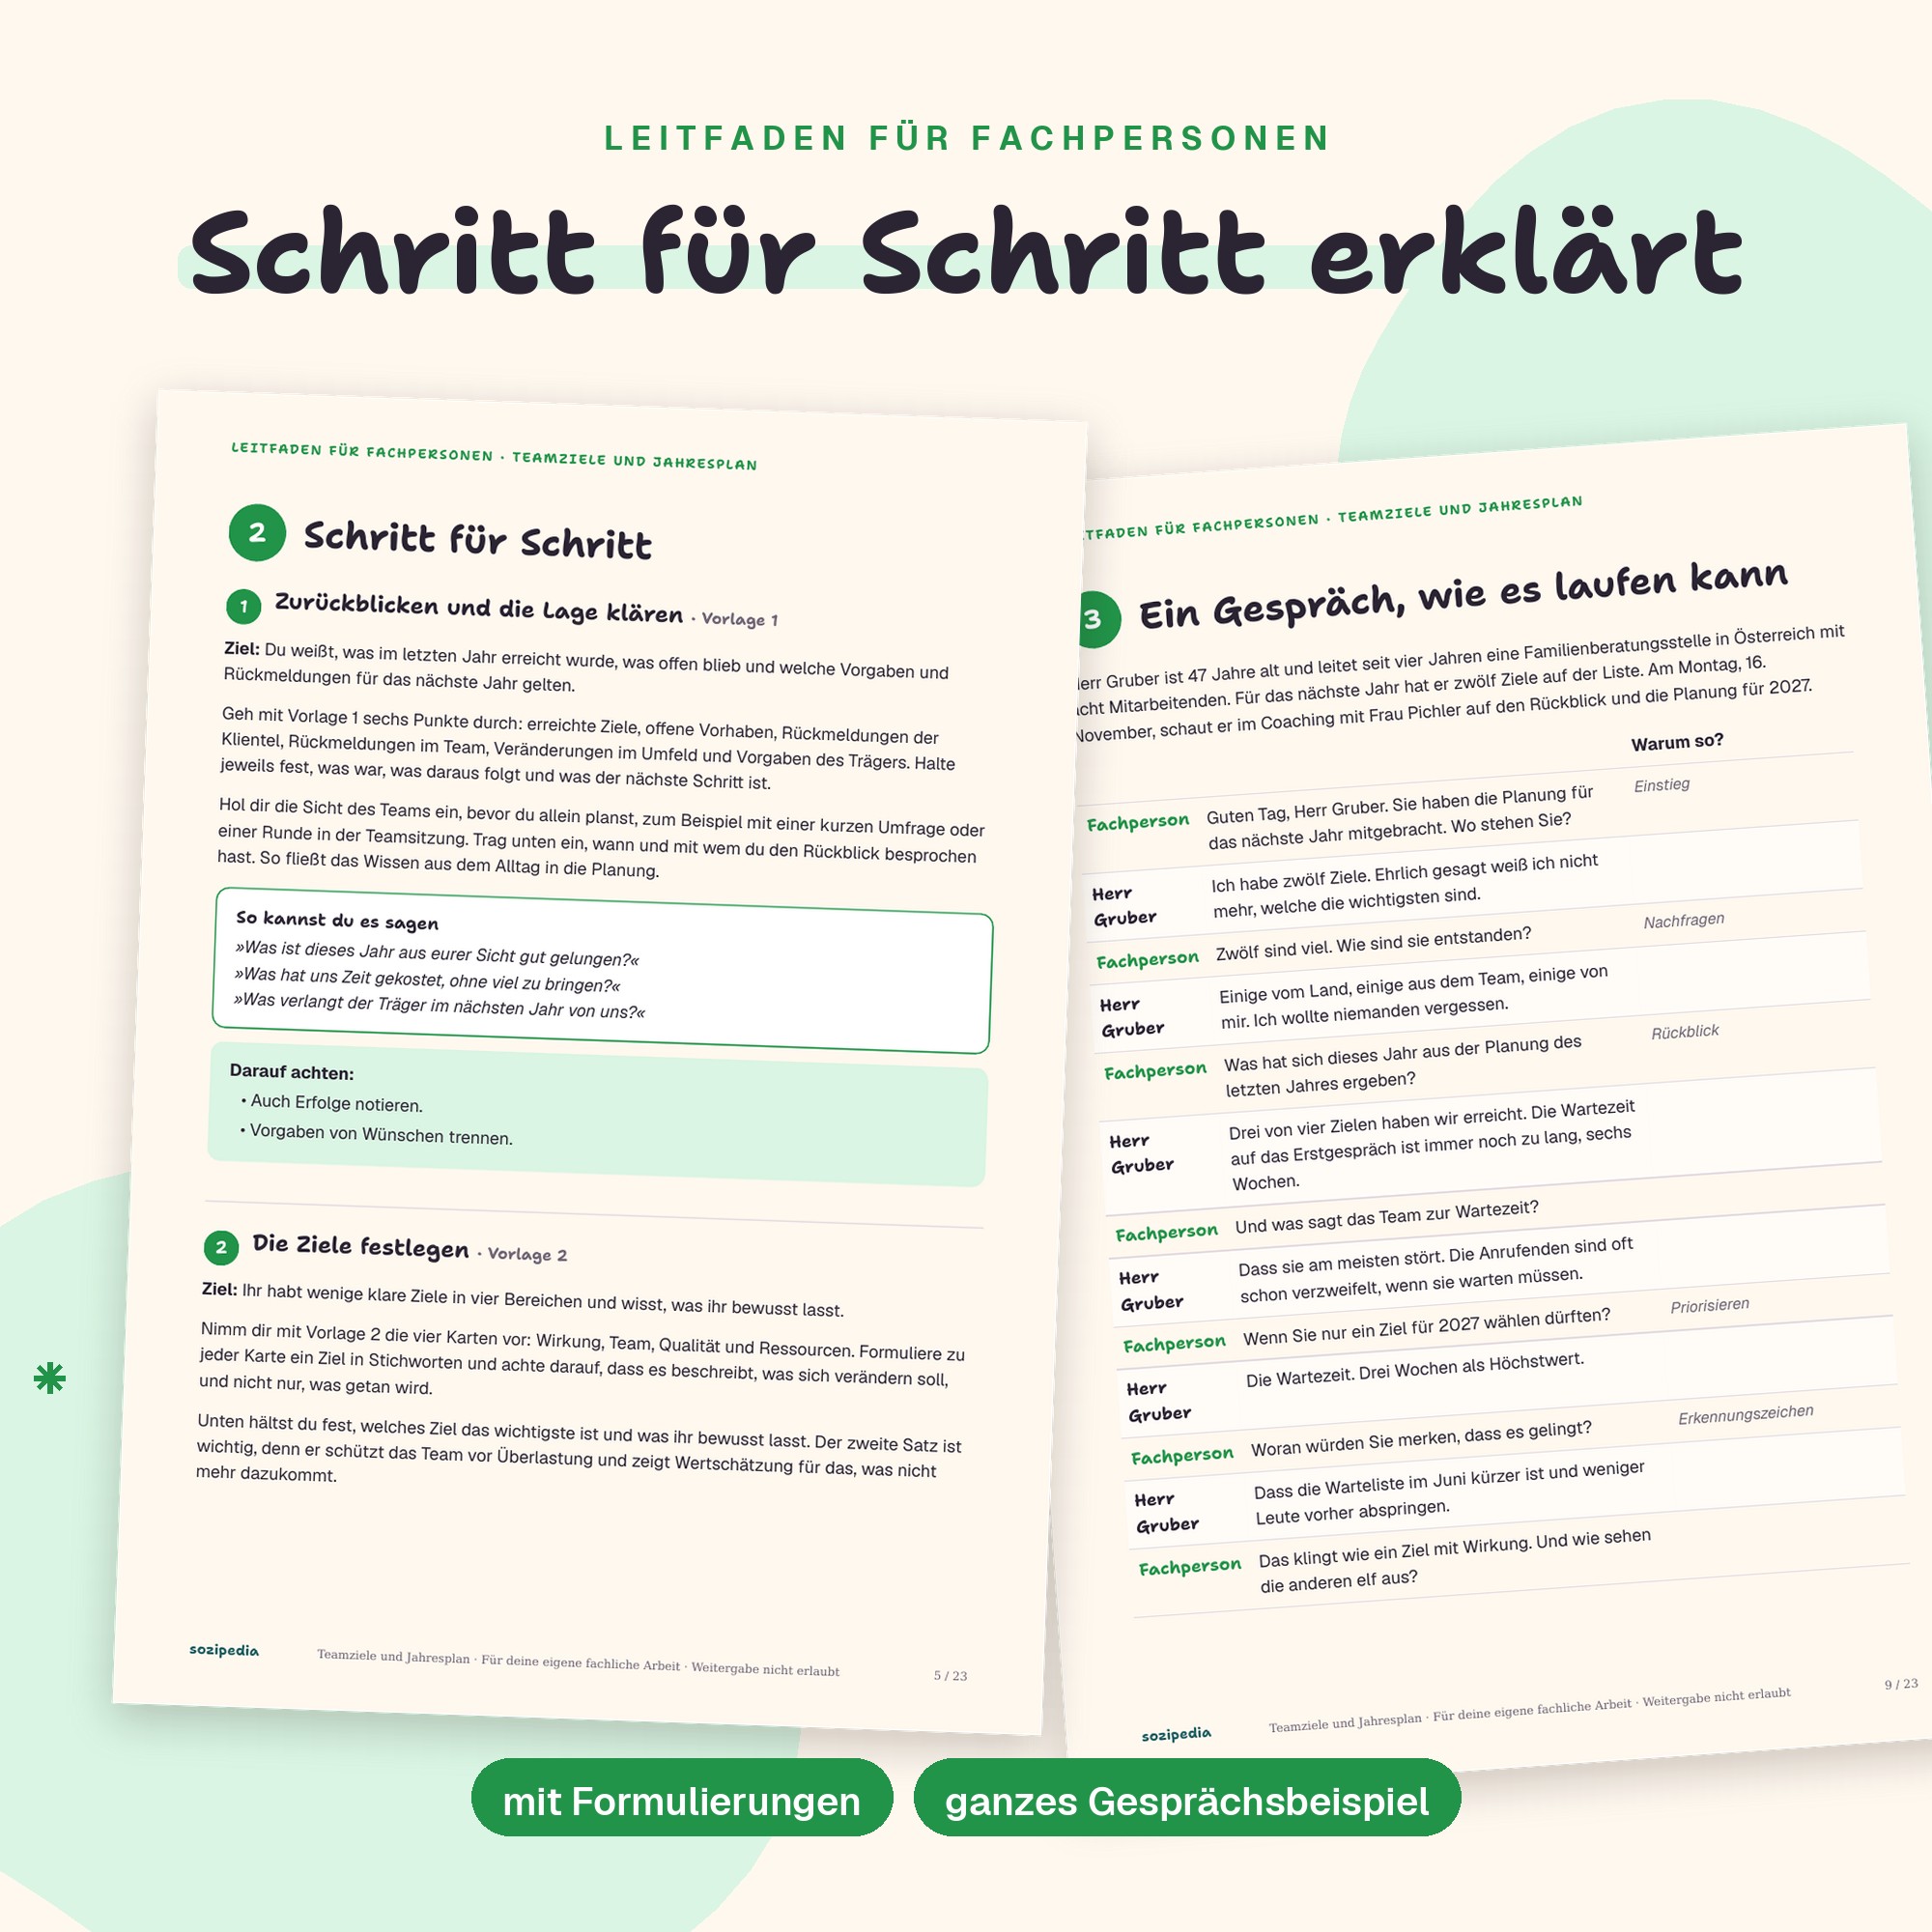 LEITFADEN FÜR FACHPERSONEN
Schritt für Schritt erklärt
LEITFADEN FÜR FACHPERSONEN · TEAMZIELE UND JAHRESPLAN
2 Schritt für Schritt
1 Zurückblicken und die Lage klären · Vorlage 1
Ziel: Du weißt, was im letzten Jahr erreicht wurde, was offen blieb und welche Vorgaben und
Rückmeldungen für das nächste Jahr gelten.
Geh mit Vorlage 1 sechs Punkte durch: erreichte Ziele, offene Vorhaben, Rückmeldungen der
Klientel, Rückmeldungen im Team, Veränderungen im Umfeld und Vorgaben des Trägers. Halte
jeweils fest, was war, was daraus folgt und was der nächste Schritt ist.
Hol dir die Sicht des Teams ein, bevor du allein planst, zum Beispiel mit einer kurzen Umfrage oder
einer Runde in der Teamsitzung. Trag unten ein, wann und mit wem du den Rückblick besprochen
hast. So fließt das Wissen aus dem Alltag in die Planung.
So kannst du es sagen
»Was ist dieses Jahr aus eurer Sicht gut gelungen?«
»Was hat uns Zeit gekostet, ohne viel zu bringen?«
»Was verlangt der Träger im nächsten Jahr von uns?«
Darauf achten:
• Auch Erfolge notieren.
• Vorgaben von Wünschen trennen.
2 Die Ziele festlegen · Vorlage 2
Ziel: Ihr habt wenige klare Ziele in vier Bereichen und wisst, was ihr bewusst lasst.
Nimm dir mit Vorlage 2 die vier Karten vor: Wirkung, Team, Qualität und Ressourcen. Formuliere zu
jeder Karte ein Ziel in Stichworten und achte darauf, dass es beschreibt, was sich verändern soll,
und nicht nur, was getan wird.
Unten hältst du fest, welches Ziel das wichtigste ist und was ihr bewusst lasst. Der zweite Satz ist
wichtig, denn er schützt das Team vor Überlastung und zeigt Wertschätzung für das, was nicht
mehr dazukommt.
sozipedia Teamziele und Jahresplan · Für deine eigene fachliche Arbeit · Weitergabe nicht erlaubt 5 / 23
TFADEN FÜR FACHPERSONEN · TEAMZIELE UND JAHRESPLAN
3 Ein Gespräch, wie es laufen kann
err Gruber ist 47 Jahre alt und leitet seit vier Jahren eine Familienberatungsstelle in Österreich mit
cht Mitarbeitenden. Für das nächste Jahr hat er zwölf Ziele auf der Liste. Am Montag, 16.
November, schaut er im Coaching mit Frau Pichler auf den Rückblick und die Planung für 2027.
Warum so?
Fachperson Guten Tag, Herr Gruber. Sie haben die Planung für Einstieg
das nächste Jahr mitgebracht. Wo stehen Sie?
Herr Ich habe zwölf Ziele. Ehrlich gesagt weiß ich nicht
Gruber mehr, welche die wichtigsten sind.
Fachperson Zwölf sind viel. Wie sind sie entstanden? Nachfragen
Herr Einige vom Land, einige aus dem Team, einige von
Gruber mir. Ich wollte niemanden vergessen.
Fachperson Was hat sich dieses Jahr aus der Planung des Rückblick
letzten Jahres ergeben?
Herr Drei von vier Zielen haben wir erreicht. Die Wartezeit
Gruber auf das Erstgespräch ist immer noch zu lang, sechs
Wochen.
Fachperson Und was sagt das Team zur Wartezeit?
Herr Dass sie am meisten stört. Die Anrufenden sind oft
Gruber schon verzweifelt, wenn sie warten müssen.
Fachperson Wenn Sie nur ein Ziel für 2027 wählen dürften? Priorisieren
Herr Die Wartezeit. Drei Wochen als Höchstwert.
Gruber
Fachperson Woran würden Sie merken, dass es gelingt? Erkennungszeichen
Herr Dass die Warteliste im Juni kürzer ist und weniger
Gruber Leute vorher abspringen.
Fachperson Das klingt wie ein Ziel mit Wirkung. Und wie sehen
die anderen elf aus?
sozipedia Teamziele und Jahresplan · Für deine eigene fachliche Arbeit · Weitergabe nicht erlaubt 9 / 23
mit Formulierungen
ganzes Gesprächsbeispiel